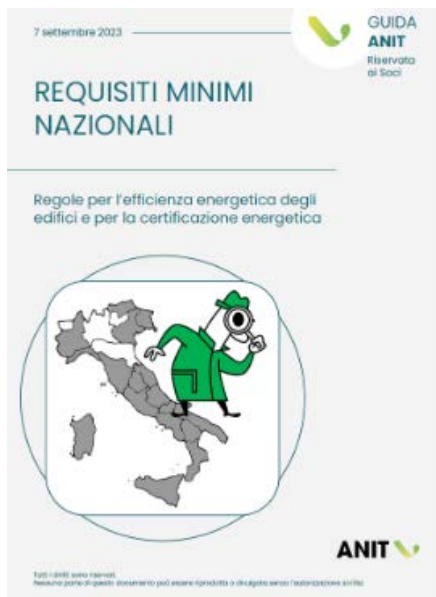 7 settembre 2023
GUIDA
ANIT
Riservata
ai Soci
REQUISITI MINIMI
NAZIONALI
Regole per l'efficienza energetica degli
edifici e per la certificazione energetica
ANIT
Tutti i diritti sono riservati.
Nessuna parte di questo documento può essere riprodotta o divulgata senza l'autorizzazione scritta